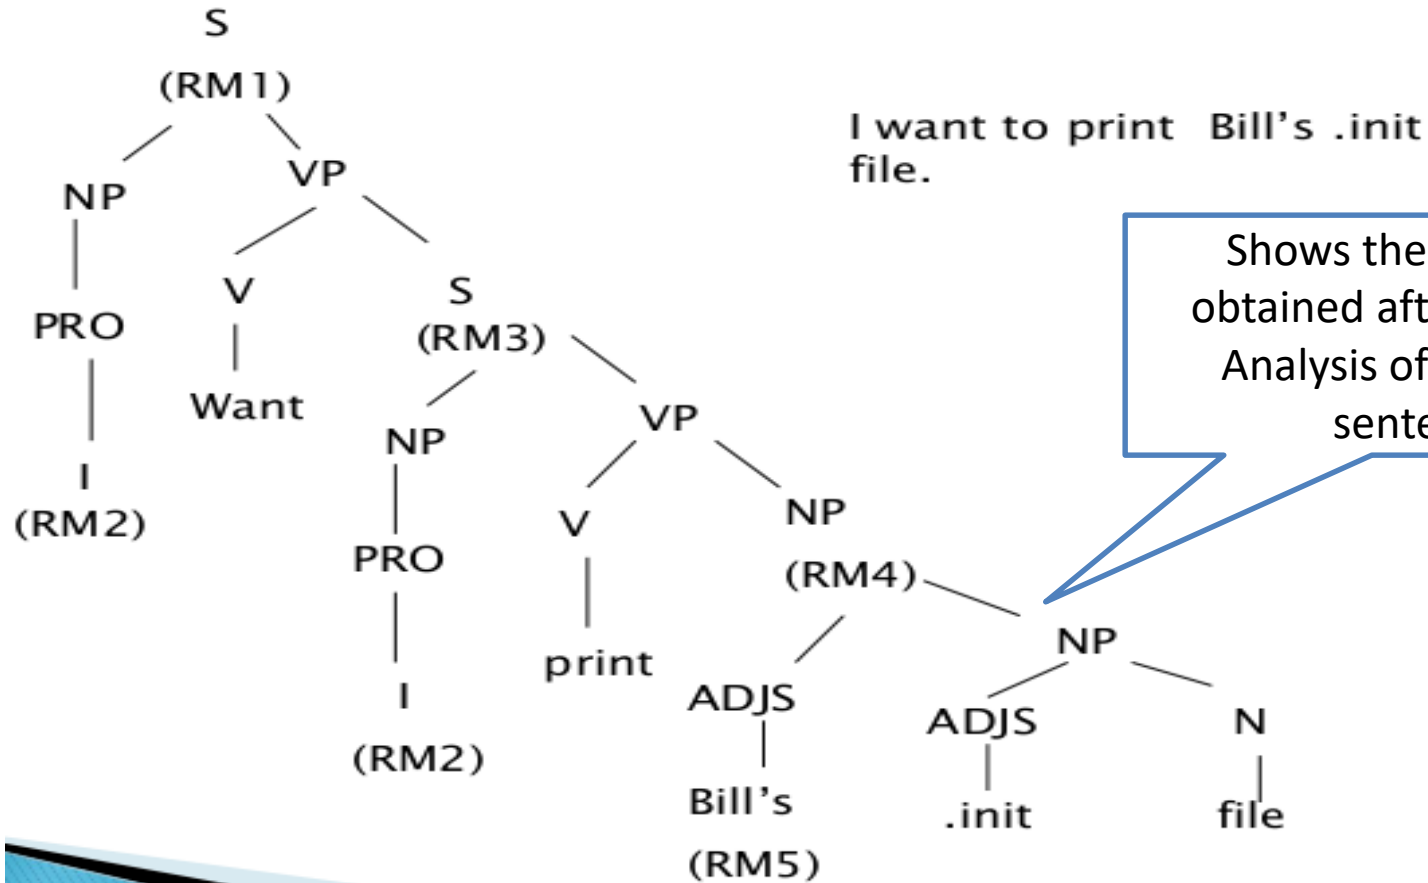 S
(RM1)
I want to print Bill's .init
file.
NP
VP
Shows the
obtained aft
Analysis of
sente
V
S
PRO
(RM3)
Want
NP
VP
I
(RM2)
V
NP
PRO
(RM4)
print
NP
I
ADJS
ADJS
N
(RM2)
Bill's
.init
file
(RM5)